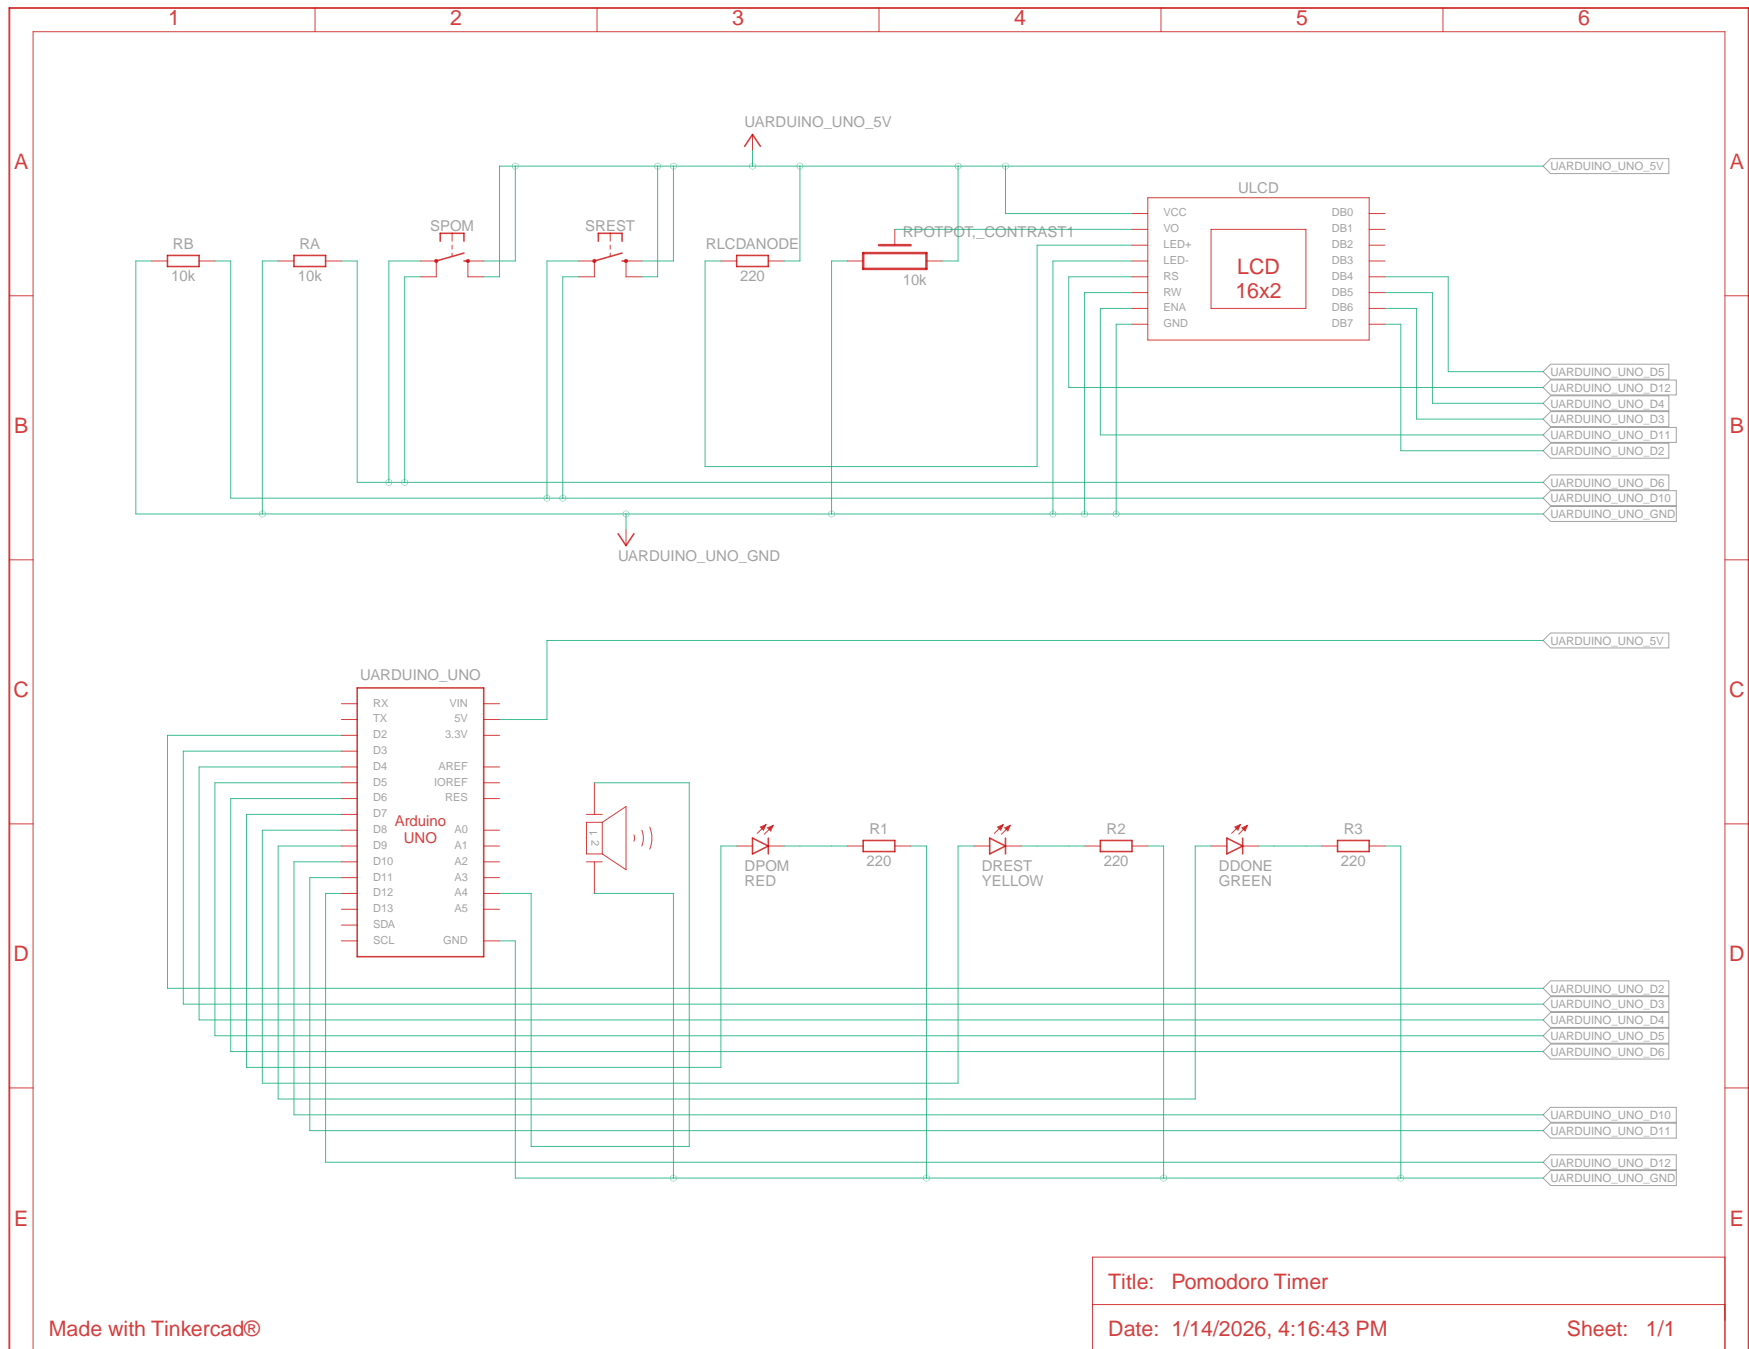 1 2 3 4 5 6
UARDUINO_UNO_5V
A A
UARDUINO_UNO_5V
ULCD
RB RA SPOM SREST RLCDANODE RPOTPOT,_CONTRAST1
10k 10k 220 10k
VCC DB0
VO DB1
LED+ DB2
LED- DB3
RS DB4
RW DB5
ENA DB6
GND DB7
LCD
16x2
UARDUINO_UNO_D5
UARDUINO_UNO_D12
UARDUINO_UNO_D4
UARDUINO_UNO_D3
B B
UARDUINO_UNO_D11
UARDUINO_UNO_D2
UARDUINO_UNO_D6
UARDUINO_UNO_D10
UARDUINO_UNO_GND
UARDUINO_UNO_GND
UARDUINO_UNO_5V
C C
UARDUINO_UNO
RX VIN
TX 5V
D2 3.3V
D3
D4 AREF
D5 IOREF
D6 RES
D7
D8 A0
D9 A1
D10 A2
D11 A3
D12 A4
D13 A5
SDA
SCL GND
Arduino
UNO
1 2
R1 R2 R3
220 220 220
DPOM DREST DDONE
RED YELLOW GREEN
D D
UARDUINO_UNO_D2
UARDUINO_UNO_D3
UARDUINO_UNO_D4
UARDUINO_UNO_D5
UARDUINO_UNO_D6
UARDUINO_UNO_D10
UARDUINO_UNO_D11
UARDUINO_UNO_D12
UARDUINO_UNO_GND
E E
Title: Pomodoro Timer
Made with Tinkercad®
Date: 1/14/2026, 4:16:43 PM Sheet: 1/1